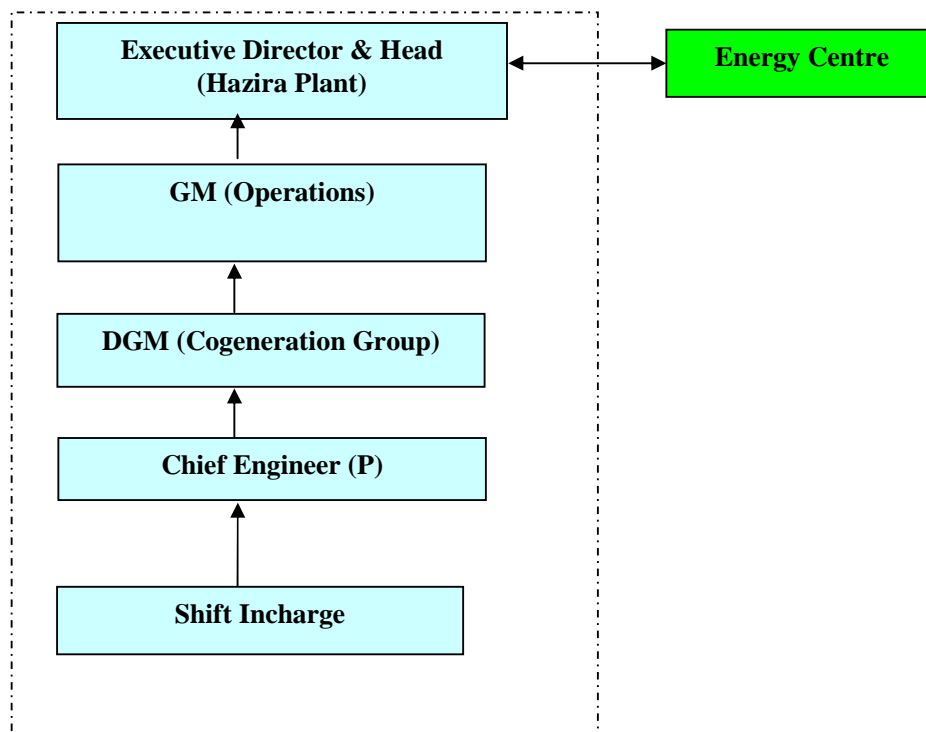 Executive Director & Head
(Hazira Plant)
Energy Centre
GM (Operations)
DGM (Cogeneration Group)
Chief Engineer (P)
Shift Incharge